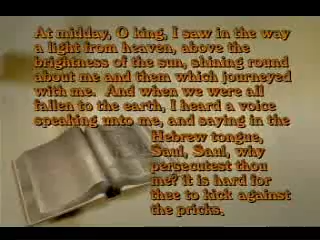 At midday, O king, I saw in the way
a light from heaven, above the
brightness of the sun, shining round
about me and them which journeyed
with me.  And when we were all
fallen to the earth, I heard a voice
speaking unto me, and saying in the
Hebrew tongue,
Saul, Saul, why
persecutest thou
me? it is hard for
thee to kick against
the pricks.